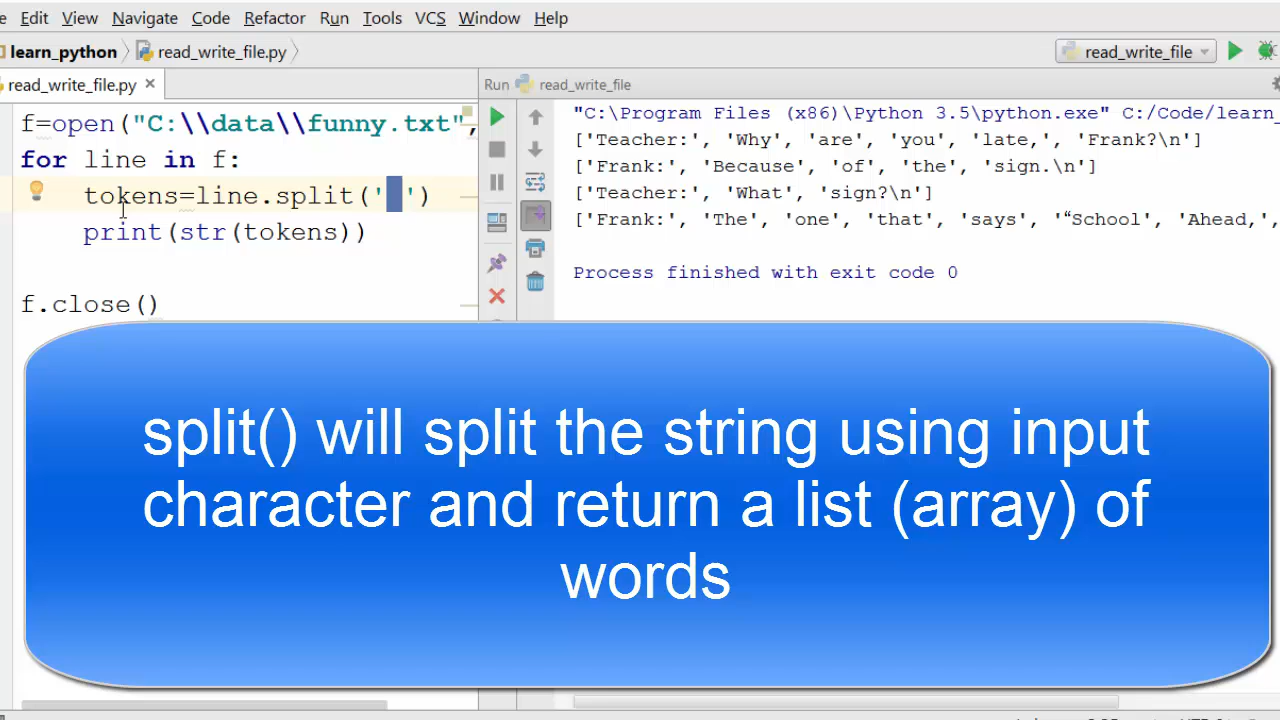 Edit View Navigate Code Refactor Run Tools VCS Window Help
learn_python read_write_file.py read_write_file
read_write_file.py Run read_write_file
f=open("C:\\data\\funny.txt",
for line in f:
tokens=line.split(' ')
print(str(tokens))
f.close()
"C:\Program Files (x86)\Python 3.5\python.exe" C:/Code/learn_
['Teacher:', 'Why', 'are', 'you', 'late,', 'Frank?\n']
['Frank:', 'Because', 'of', 'the', 'sign.\n']
['Teacher:', 'What', 'sign?\n']
['Frank:', 'The', 'one', 'that', 'says', '“School', 'Ahead,',
Process finished with exit code 0
split() will split the string using input
character and return a list (array) of
words